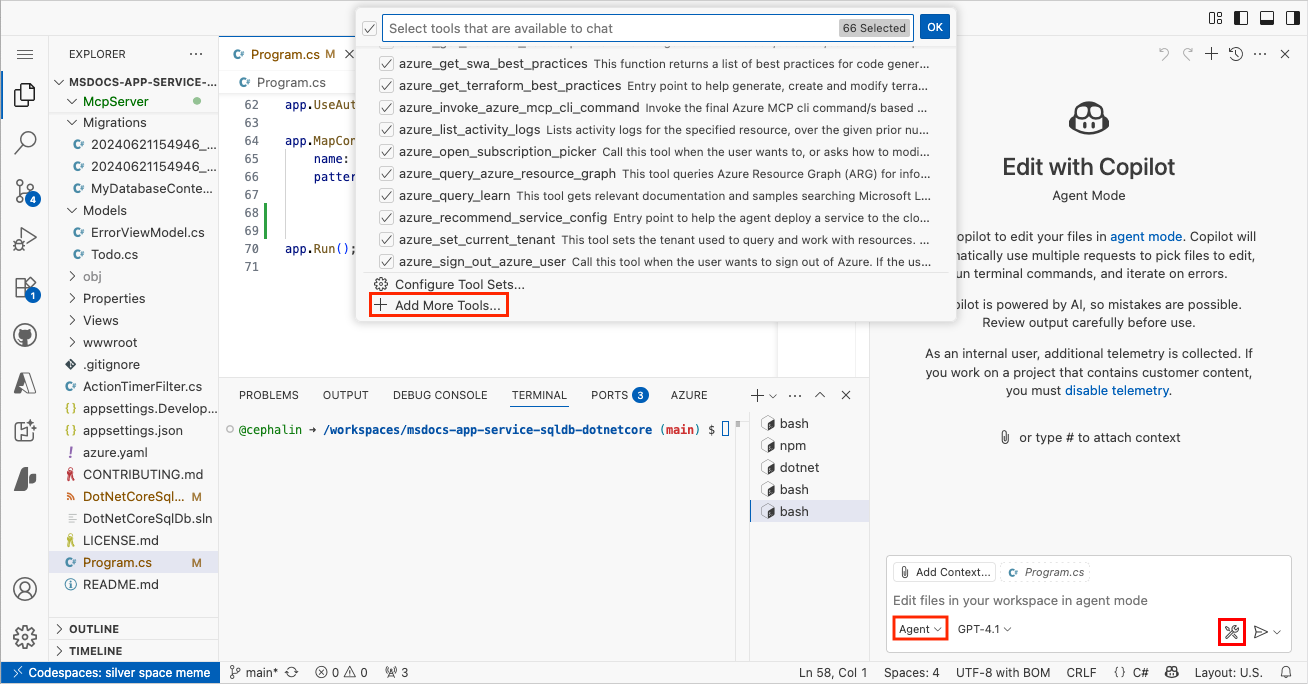 Select tools that are available to chat
66 Selected
OK
azure_get_swa_best_practices This function returns a list of best practices for code gener...
azure_get_terraform_best_practices Entry point to help generate, create and modify terra...
azure_invoke_azure_mcp_cli_command Invoke the final Azure MCP cli command/s based ...
azure_list_activity_logs Lists activity logs for the specified resource, over the given prior nu...
azure_open_subscription_picker Call this tool when the user wants to, or asks how to modi...
azure_query_azure_resource_graph This tool queries Azure Resource Graph (ARG) for info...
azure_query_learn This tool gets relevant documentation and samples searching Microsoft L...
azure_recommend_service_config Entry point to help the agent deploy a service to the clo...
azure_set_current_tenant This tool sets the tenant used to query and work with resources. ...
azure_sign_out_azure_user Call this tool when the user wants to sign out of Azure. If the us...
Configure Tool Sets...
Add More Tools...
EXPLORER
MSDOCS-APP-SERVICE-...
McpServer
Migrations
20240621154946_...
20240621154946_...
MyDatabaseConte...
Models
ErrorViewModel.cs
Todo.cs
obj
Properties
Views
wwwroot
.gitignore
ActionTimerFilter.cs
appsettings.Develop...
appsettings.json
azure.yaml
CONTRIBUTING.md
DotNetCoreSql... M
DotNetCoreSqlDb.sln
LICENSE.md
Program.cs M
README.md
OUTLINE
TIMELINE
4
1
Program.cs M
Program.cs
62 app.UseAut
63
64 app.MapCon
65 name:
66 patter
67
68
69
70 app.Run();
71
PROBLEMS
OUTPUT
DEBUG CONSOLE
TERMINAL
PORTS 3
AZURE
@cephalin → /workspaces/msdocs-app-service-sqldb-dotnetcore (main) $
bash
npm
dotnet
bash
bash
Edit with Copilot
Agent Mode
opilot to edit your files in agent mode. Copilot will
matically use multiple requests to pick files to edit,
un terminal commands, and iterate on errors.
pilot is powered by AI, so mistakes are possible.
Review output carefully before use.
As an internal user, additional telemetry is collected. If
you work on a project that contains customer content,
you must disable telemetry.
or type # to attach context
Add Context...
Program.cs
Edit files in your workspace in agent mode
Agent
GPT-4.1
Codespaces: silver space meme
main*
0
0
3
Ln 58, Col 1
Spaces: 4
UTF-8 with BOM
CRLF
{ } C#
Layout: U.S.